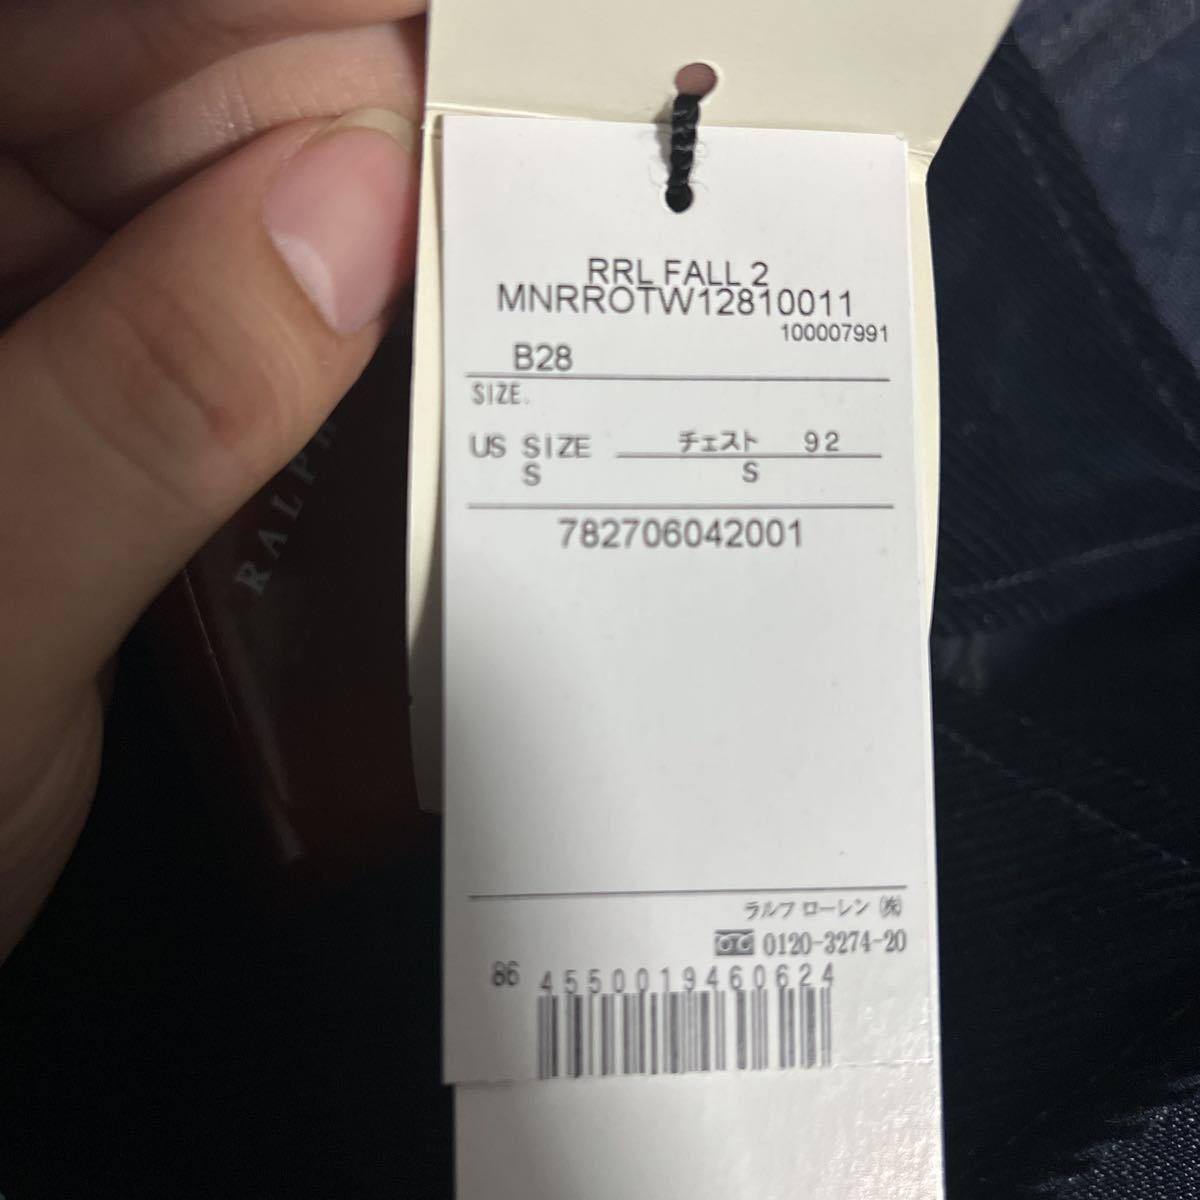 RRL FALL 2
MNRROTW12810011
100007991
B28
SIZE.
US SIZE チェスト 92
S S
782706042001
ラルフ ローレン ㈱
0120-3274-20
86 4550019460624
RALPH